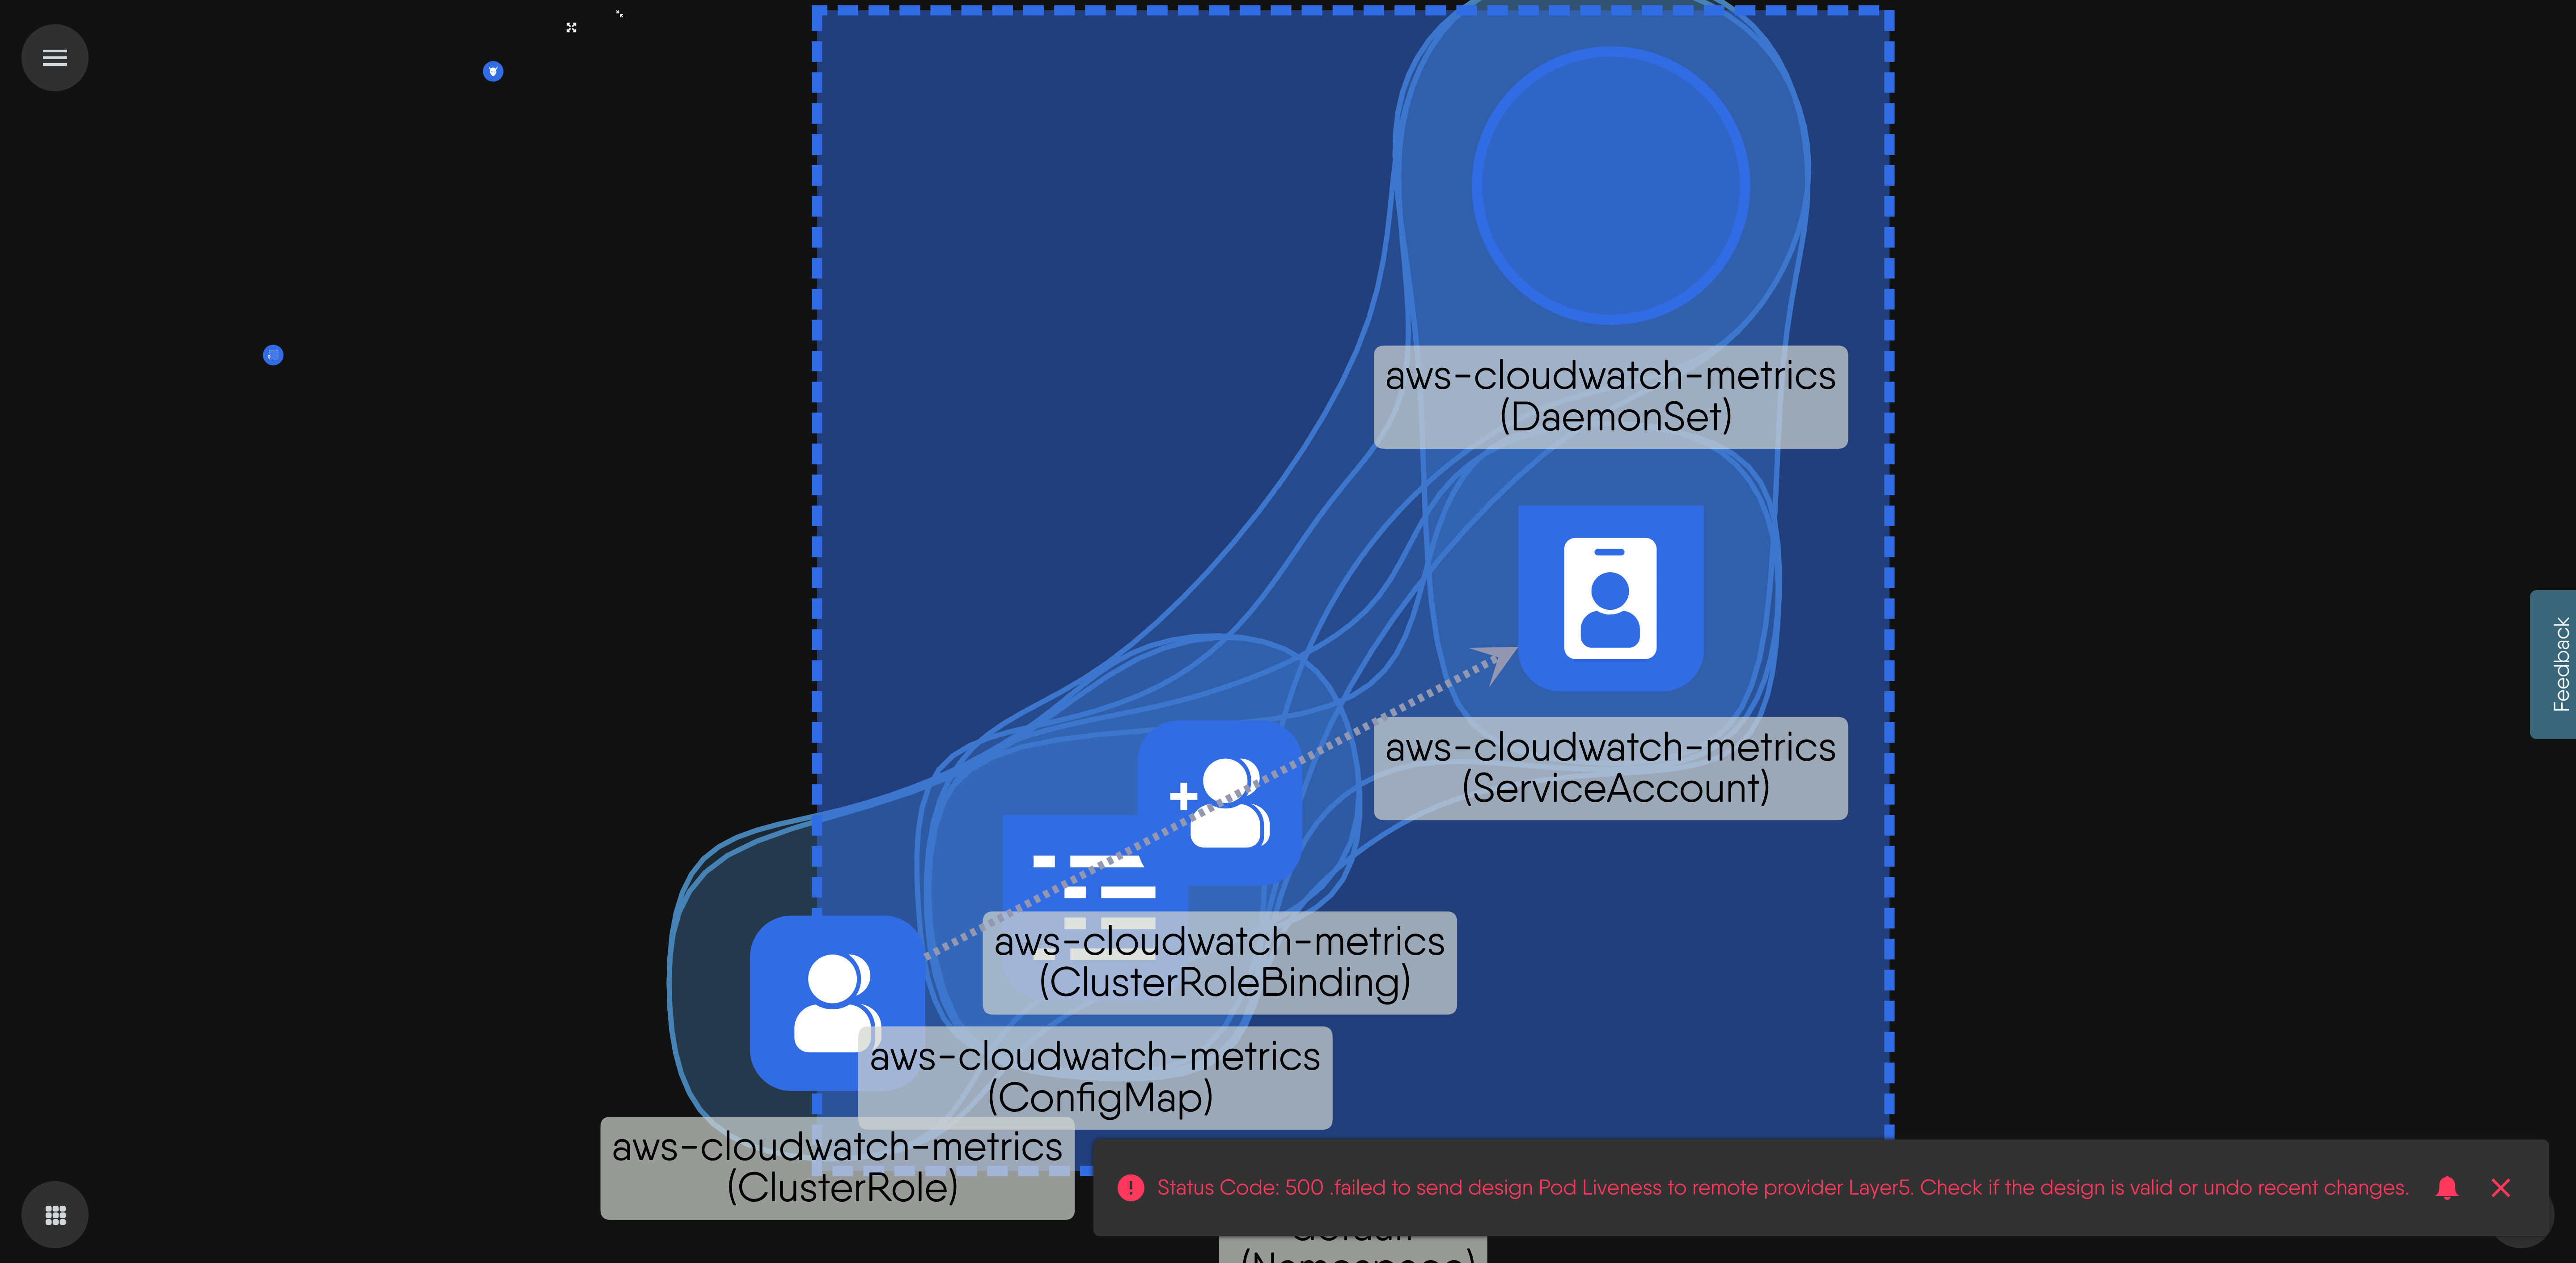 aws-cloudwatch-metrics
(DaemonSet)
aws-cloudwatch-metrics
(ServiceAccount)
aws-cloudwatch-metrics
(ClusterRoleBinding)
aws-cloudwatch-metrics
(ConfigMap)
aws-cloudwatch-metrics
(ClusterRole)
Status Code: 500 .failed to send design Pod Liveness to remote provider Layer5. Check if the design is valid or undo recent changes.
default
(Namespace)
Feedback